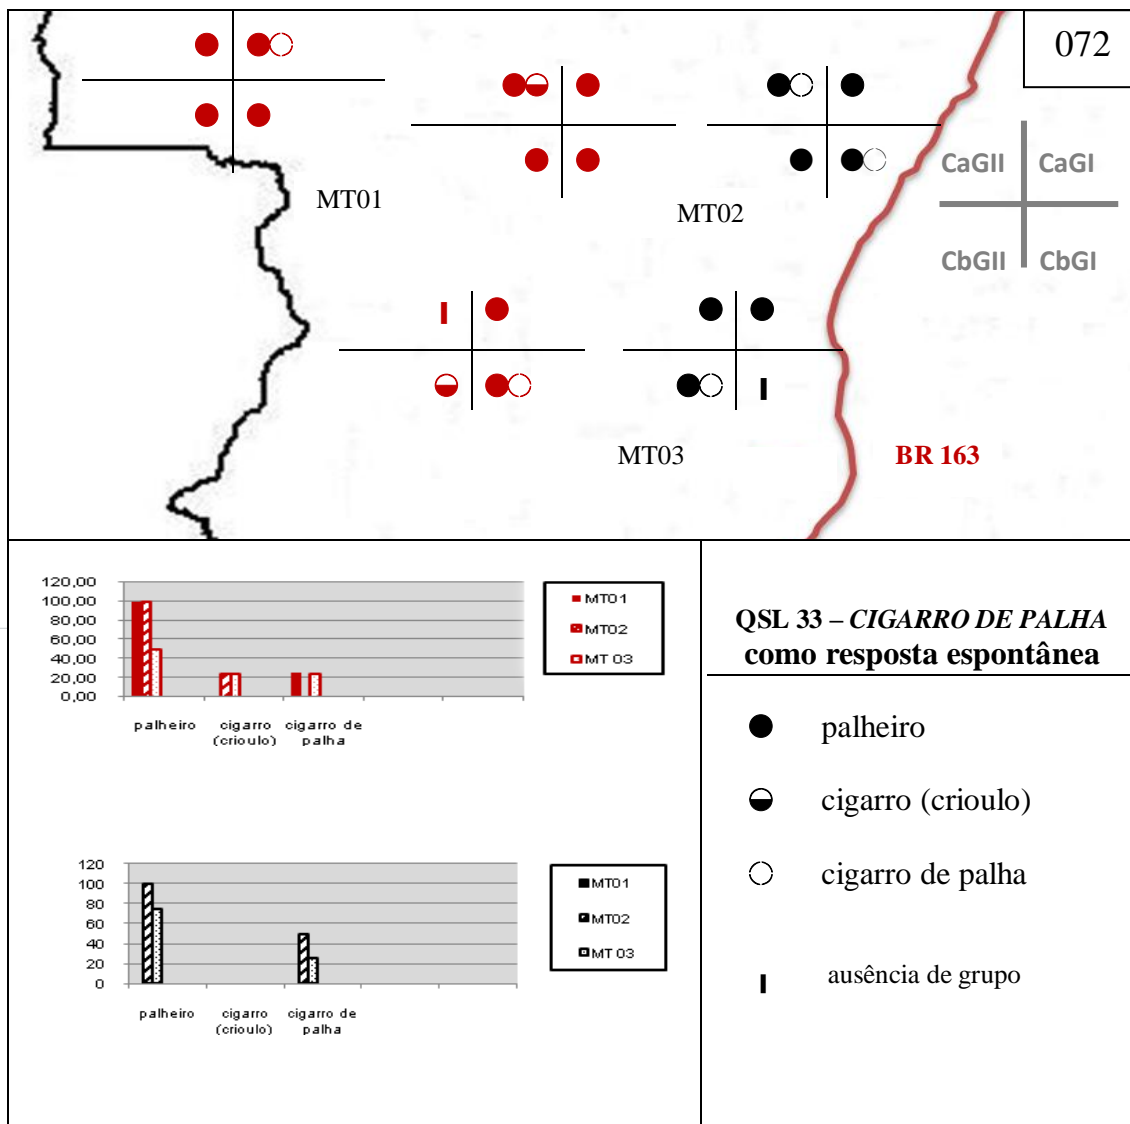 072
CaGII CaGI
CbGII CbGI
MT01
MT02
MT03
BR 163
120,00
100,00
80,00
60,00
40,00
20,00
0,00
palheiro
cigarro
(crioulo)
cigarro de
palha
MT01
MT02
MT 03
120
100
80
60
40
20
0
palheiro
cigarro
(crioulo)
cigarro de
palha
MT01
MT02
MT 03
QSL 33 – CIGARRO DE PALHA
como resposta espontânea
palheiro
cigarro (crioulo)
cigarro de palha
ausência de grupo